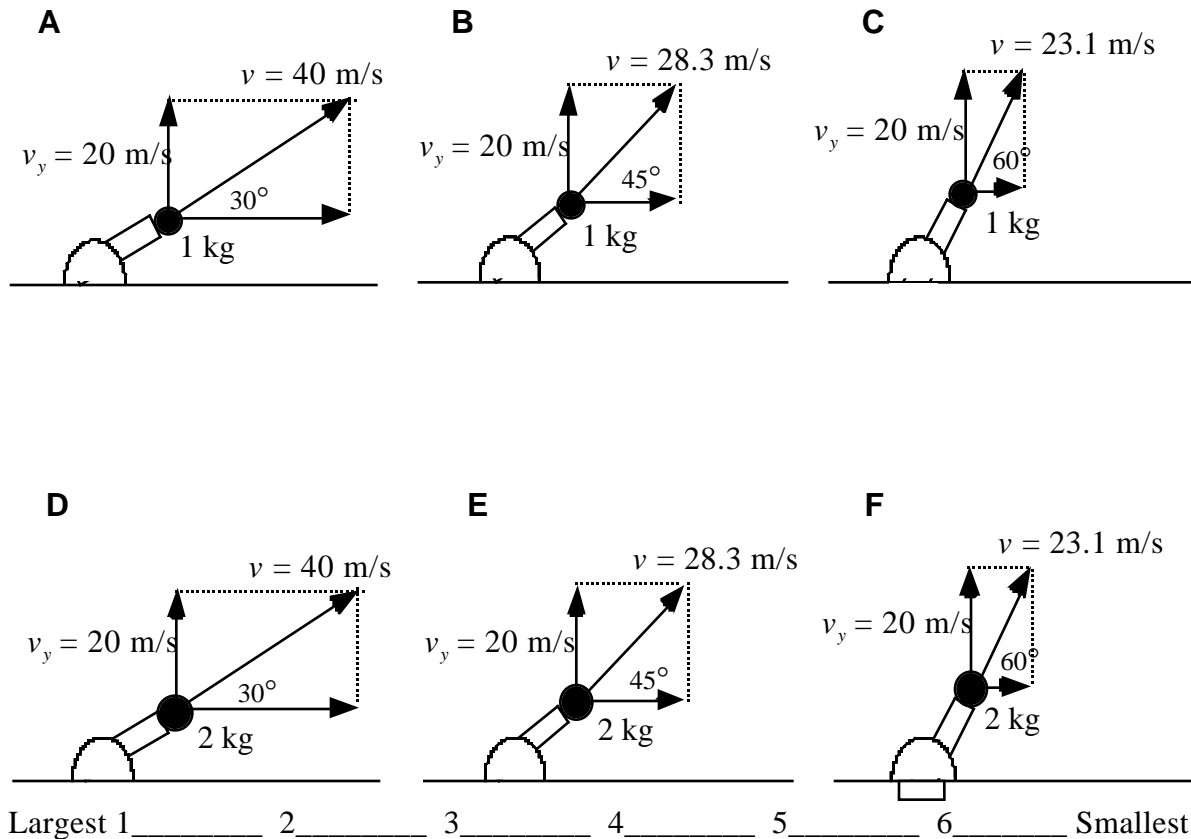 A B C
v = 40 m/s v = 28.3 m/s v = 23.1 m/s
v_y = 20 m/s v_y = 20 m/s v_y = 20 m/s
30° 45° 60°
1 kg 1 kg 1 kg
D E F
v = 40 m/s v = 28.3 m/s v = 23.1 m/s
v_y = 20 m/s v_y = 20 m/s v_y = 20 m/s
30° 45° 60°
2 kg 2 kg 2 kg
Largest 1________ 2________ 3________ 4________ 5________ 6_______ Smallest